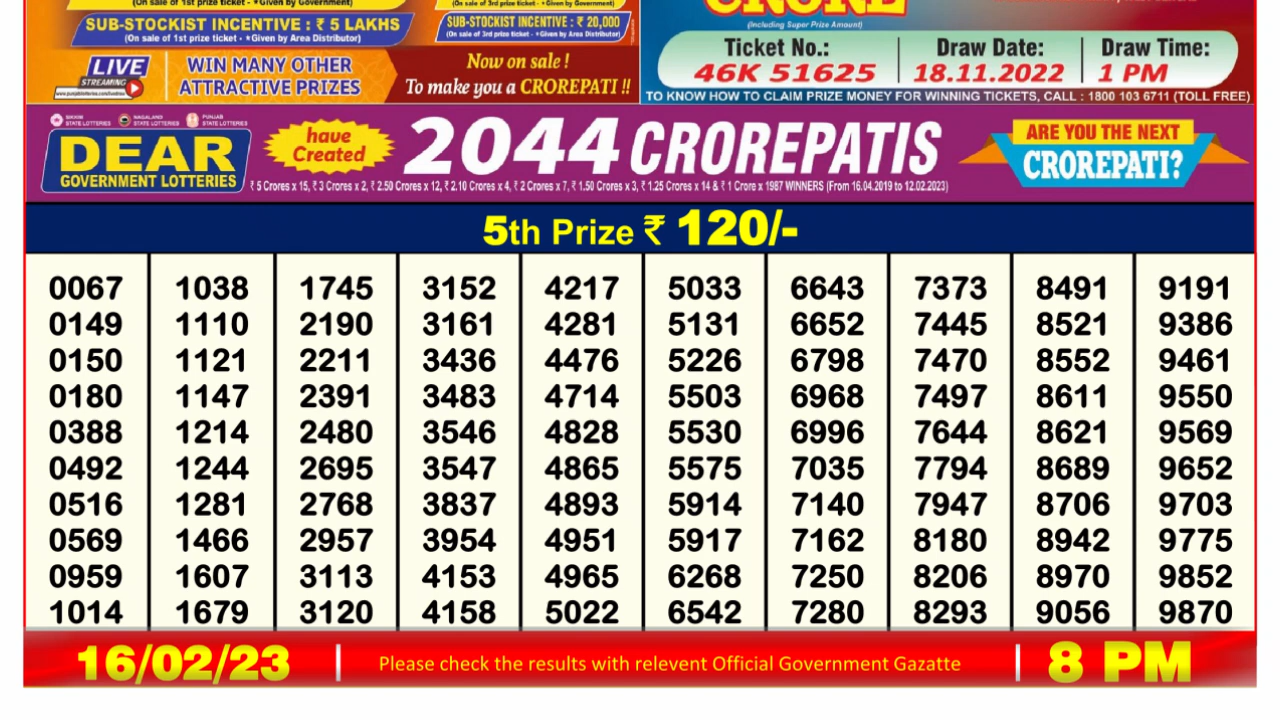 (On sale of 1st prize ticket - *Given by Government)
SUB-STOCKIST INCENTIVE : ₹ 5 LAKHS
(On sale of 1st prize ticket - *Given by Area Distributor)
(On sale of 3rd prize ticket - *Given by Government)
SUB-STOCKIST INCENTIVE : ₹ 20,000
(On sale of 3rd prize ticket - *Given by Area Distributor)
LIVE
STREAMING
WIN MANY OTHER
ATTRACTIVE PRIZES
Now on sale !
To make you a CROREPATI !!
CRORE
(Including Super Prize Amount)
Ticket No.: Draw Date: Draw Time:
46K 51625 18.11.2022 1 PM
TO KNOW HOW TO CLAIM PRIZE MONEY FOR WINNING TICKETS, CALL : 1800 103 6711 (TOLL FREE)
SIKKIM STATE LOTTERIES NAGALAND STATE LOTTERIES PUNJAB STATE LOTTERIES
DEAR
GOVERNMENT LOTTERIES
have
Created
2044 CROREPATIS
₹ 5 Crores x 15, ₹ 3 Crores x 2, ₹ 2.50 Crores x 12, ₹ 2.10 Crores x 4, ₹ 2 Crores x 7, ₹ 1.50 Crores x 3, ₹ 1.25 Crores x 14 & ₹ 1 Crore x 1987 WINNERS (From 16.04.2019 to 12.02.2023)
ARE YOU THE NEXT
CROREPATI?
5th Prize ₹ 120/-
0067 1038 1745 3152 4217 5033 6643 7373 8491 9191
0149 1110 2190 3161 4281 5131 6652 7445 8521 9386
0150 1121 2211 3436 4476 5226 6798 7470 8552 9461
0180 1147 2391 3483 4714 5503 6968 7497 8611 9550
0388 1214 2480 3546 4828 5530 6996 7644 8621 9569
0492 1244 2695 3547 4865 5575 7035 7794 8689 9652
0516 1281 2768 3837 4893 5914 7140 7947 8706 9703
0569 1466 2957 3954 4951 5917 7162 8180 8942 9775
0959 1607 3113 4153 4965 6268 7250 8206 8970 9852
1014 1679 3120 4158 5022 6542 7280 8293 9056 9870
16/02/23 Please check the results with relevent Official Government Gazatte 8 PM